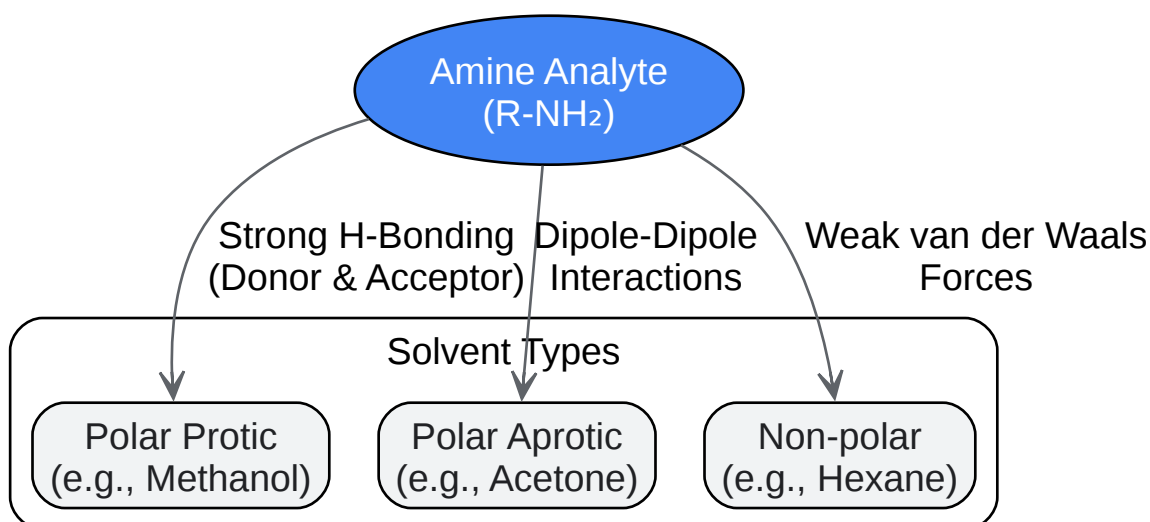 Amine Analyte
(R-NH₂)
Strong H-Bonding
(Donor & Acceptor)
Dipole-Dipole
Interactions
Weak van der Waals
Forces
Solvent Types
Polar Protic
(e.g., Methanol)
Polar Aprotic
(e.g., Acetone)
Non-polar
(e.g., Hexane)